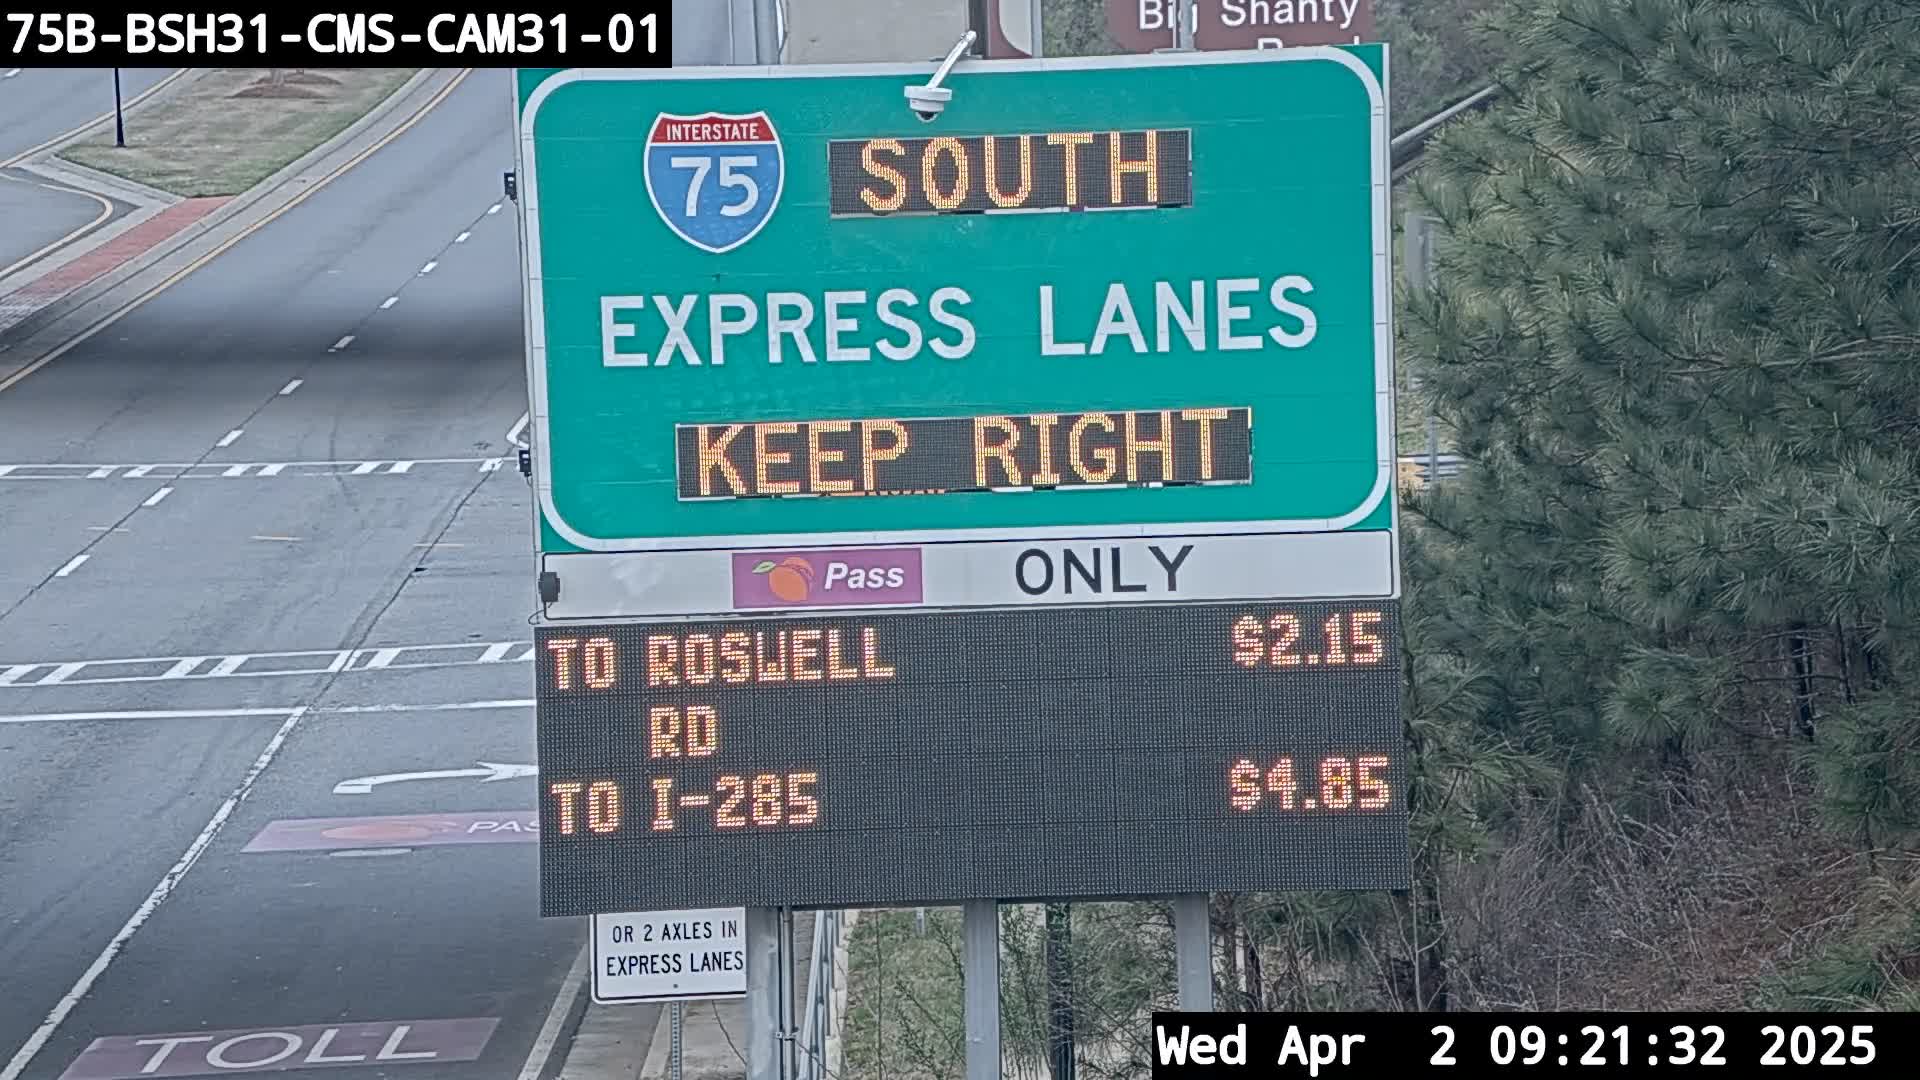 75B-BSH31-CMS-CAM31-01
Big Shanty
INTERSTATE
75
SOUTH
EXPRESS LANES
KEEP RIGHT
Pass ONLY
TO ROSWELL $2.15
RD
TO I-285 $4.85
PAS
OR 2 AXLES IN
EXPRESS LANES
TOLL
Wed Apr 2 09:21:32 2025